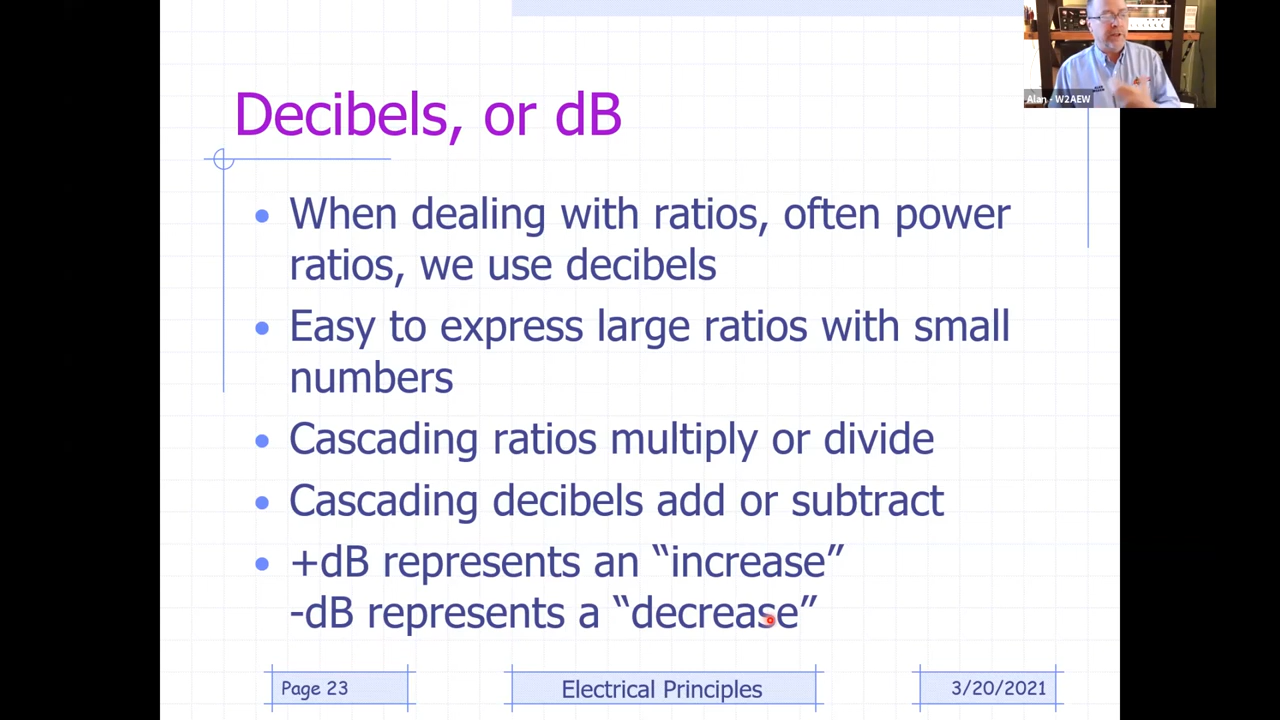 Alan - W2AEW
Decibels, or dB
When dealing with ratios, often power
ratios, we use decibels
Easy to express large ratios with small
numbers
Cascading ratios multiply or divide
Cascading decibels add or subtract
+dB represents an “increase”
-dB represents a “decrease”
Page 23
Electrical Principles
3/20/2021